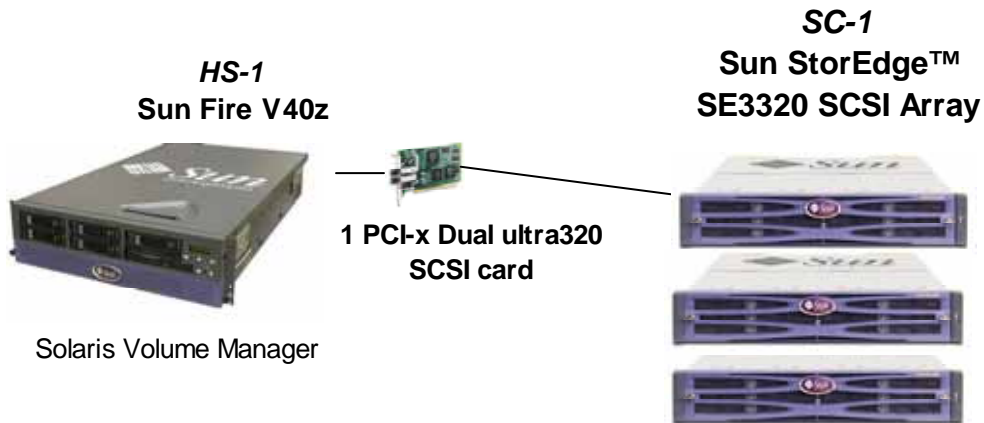 HS-1
Sun Fire V40z
SC-1
Sun StorEdge™
SE3320 SCSI Array
Sun
1 PCI-x Dual ultra320
SCSI card
Solaris Volume Manager